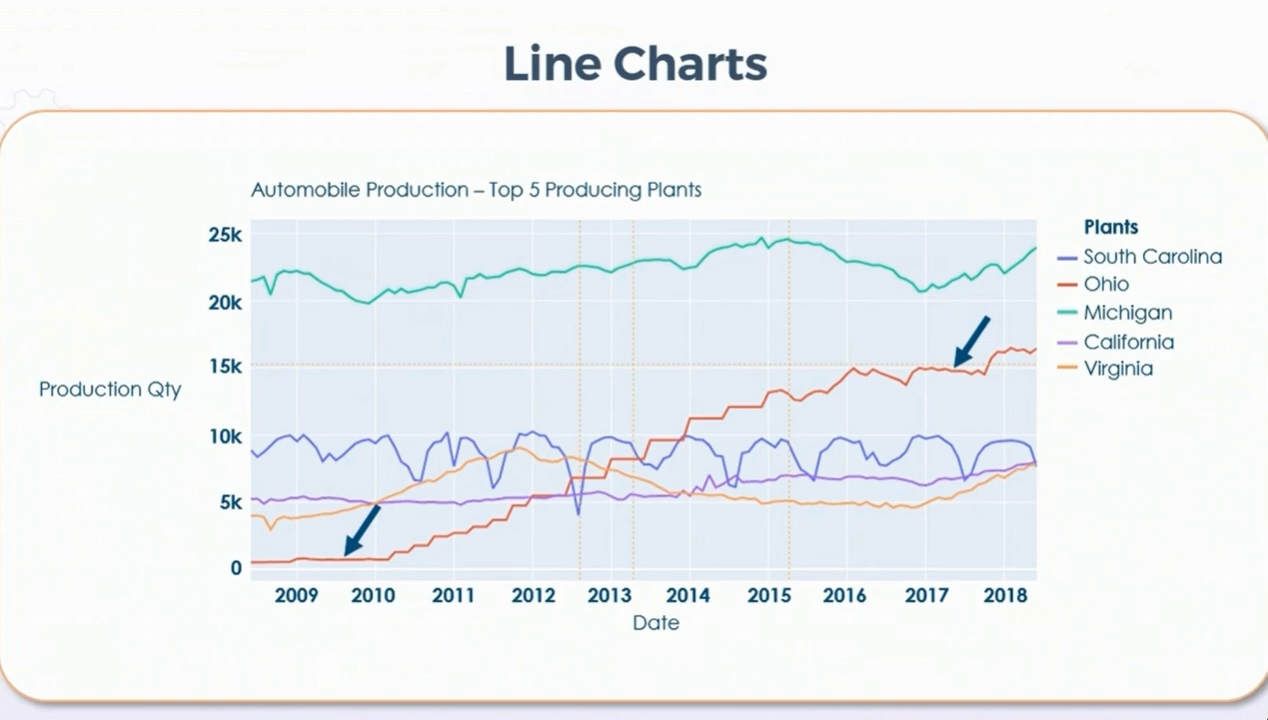 Line Charts
Automobile Production – Top 5 Producing Plants
Plants
South Carolina
Ohio
Michigan
California
Virginia
25k
20k
15k
10k
5k
0
Production Qty
2009 2010 2011 2012 2013 2014 2015 2016 2017 2018
Date